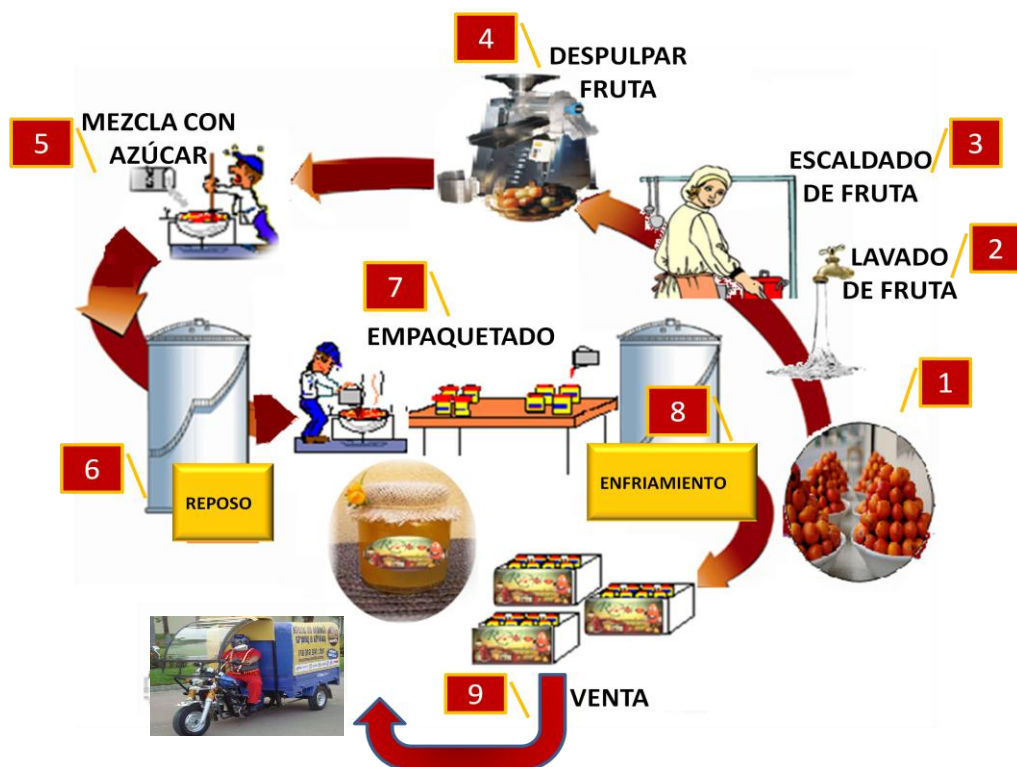 4
DESPULPAR
FRUTA
5
MEZCLA CON
AZÚCAR
3
ESCALDADO
DE FRUTA
2
LAVADO
DE FRUTA
7
EMPAQUETADO
1
8
6
REPOSO
ENFRIAMIENTO
9
VENTA